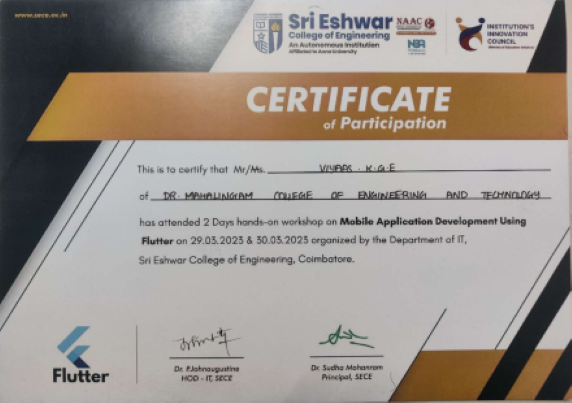 www.sece.ac.in
Sri Eshwar
College of Engineering
An Autonomous Institution
Affiliated to Anna University
NAAC
NBA
INSTITUTION'S
INNOVATION
COUNCIL
CERTIFICATE
of Participation
This is to certify that Mr/Ms. VIYAAS . K.G.E
of DR. MAHALINGAM COLLEGE OF ENGINEERING AND TECHNOLOGY
has attended 2 Days hands-on workshop on Mobile Application Development Using
Flutter on 29.03.2023 & 30.03.2023 organized by the Department of IT,
Sri Eshwar College of Engineering, Coimbatore.
Flutter
Dr. P.Johnaugustine
HOD - IT, SECE
Dr. Sudha Mohanram
Principal, SECE